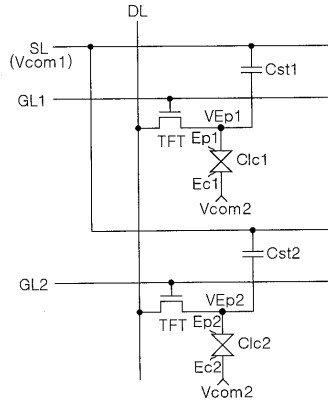 DL
SL
(Vcom1)
Cst1
GL1
VEp1
Ep1
TFT
Clc1
Ec1
Vcom2
Cst2
GL2
VEp2
TFT
Ep2
Clc2
Ec2
Vcom2